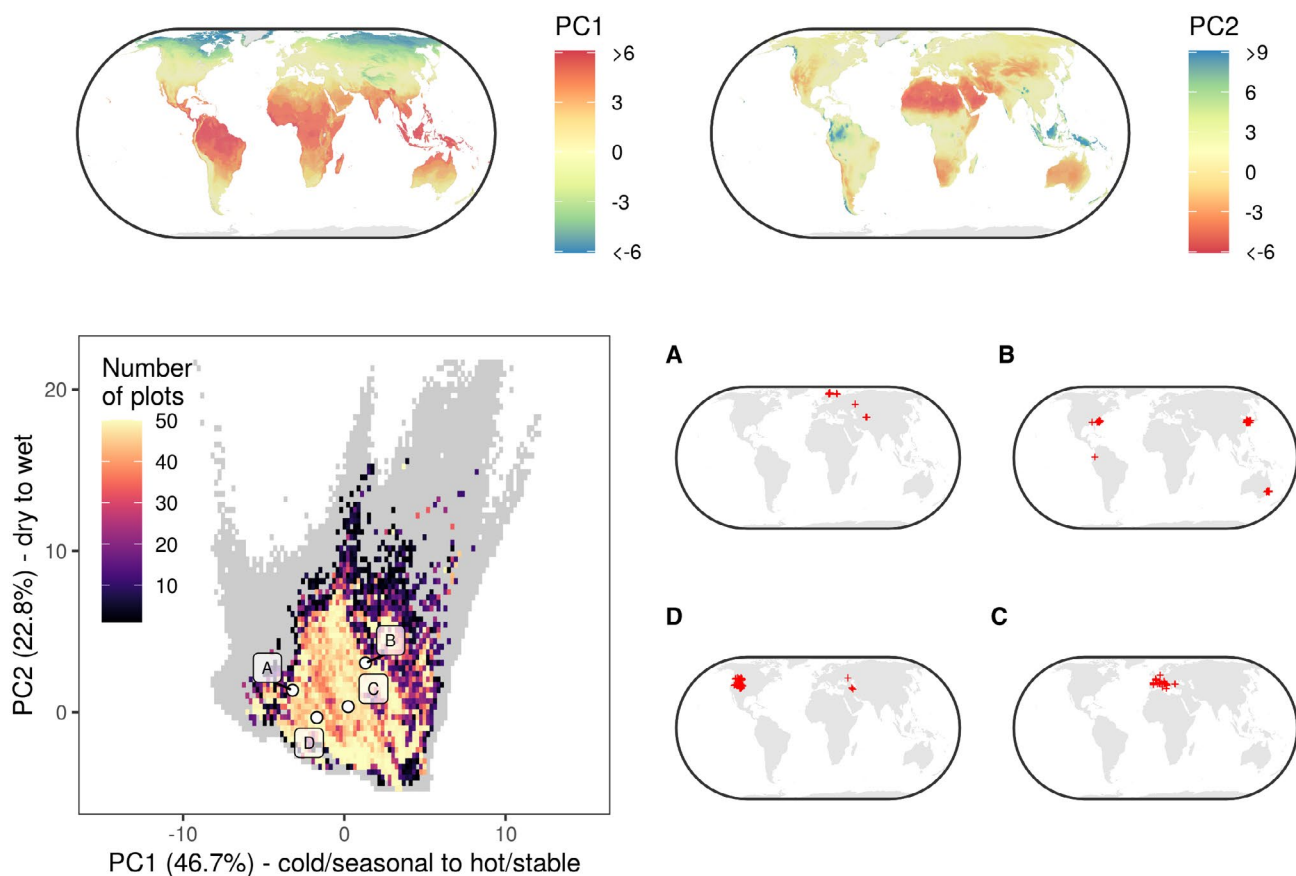 PC1
>6
3
0
-3
<-6
PC2
>9
6
3
0
-3
<-6
Number
of plots
50
40
30
20
10
20
10
0
PC2 (22.8%) - dry to wet
A
B
C
D
-10
0
10
PC1 (46.7%) - cold/seasonal to hot/stable
A
B
D
C